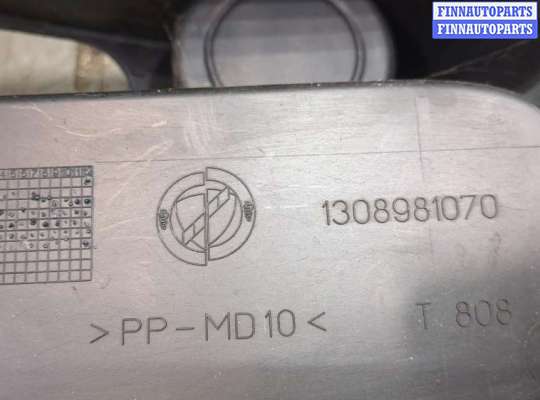 FINNAUTOPARTS
FINNAUTOPARTS
1308981070
>PP-MD10<
T 808